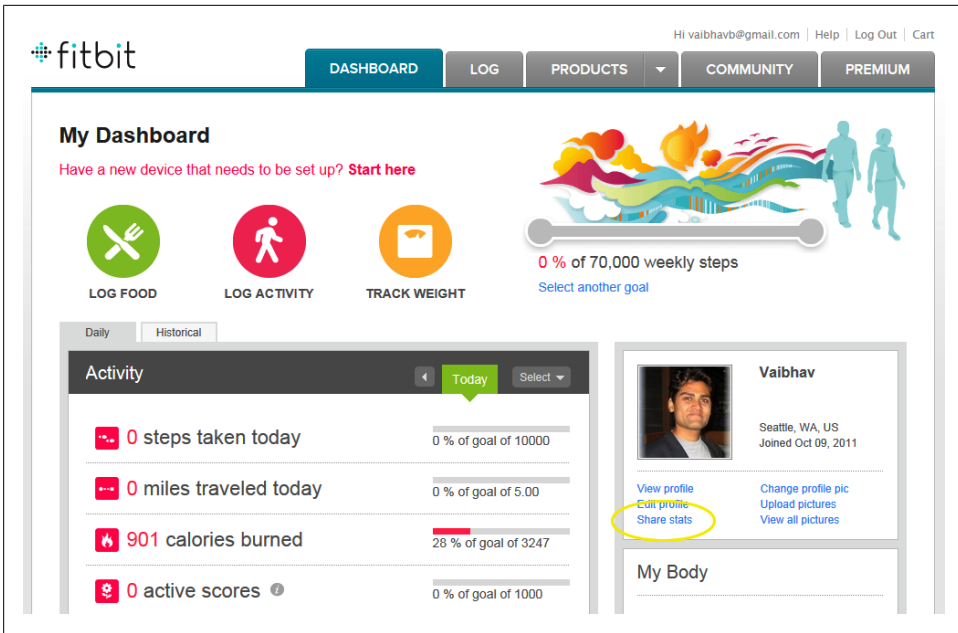 Hi vaibhavb@gmail.com | Help | Log Out | Cart
fitbit
DASHBOARD LOG PRODUCTS COMMUNITY PREMIUM
My Dashboard
Have a new device that needs to be set up? Start here
LOG FOOD LOG ACTIVITY TRACK WEIGHT
0 % of 70,000 weekly steps
Select another goal
Daily Historical
Activity Today Select
0 steps taken today 0 % of goal of 10000
0 miles traveled today 0 % of goal of 5.00
901 calories burned 28 % of goal of 3247
0 active scores i 0 % of goal of 1000
Vaibhav
Seattle, WA, US
Joined Oct 09, 2011
View profile Change profile pic
Edit profile Upload pictures
Share stats View all pictures
My Body